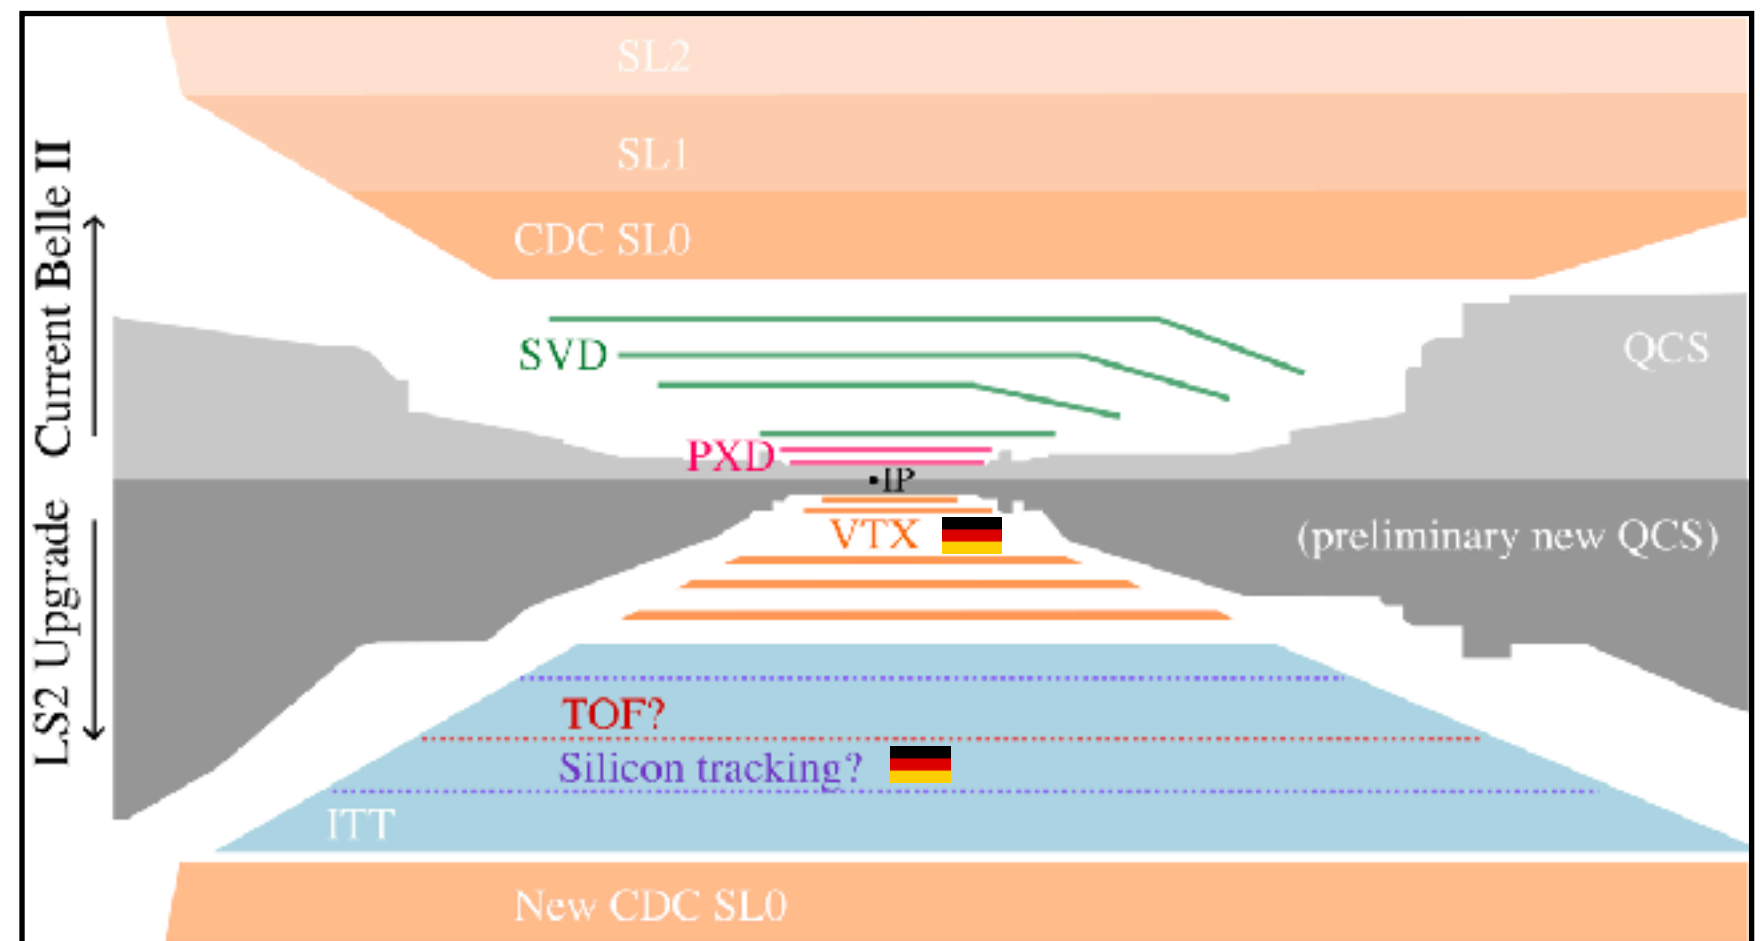 SL2
SL1
CDC SL0
Current Belle II
SVD
QCS
PXD
IP
LS2 Upgrade
VTX
(preliminary new QCS)
TOF?
Silicon tracking?
ITT
New CDC SL0